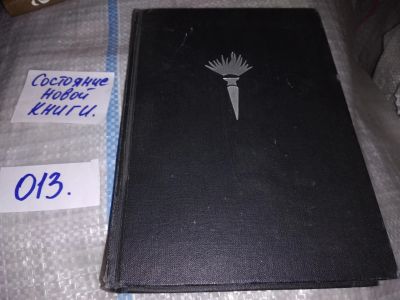 Состояние
новой
книги.
013.